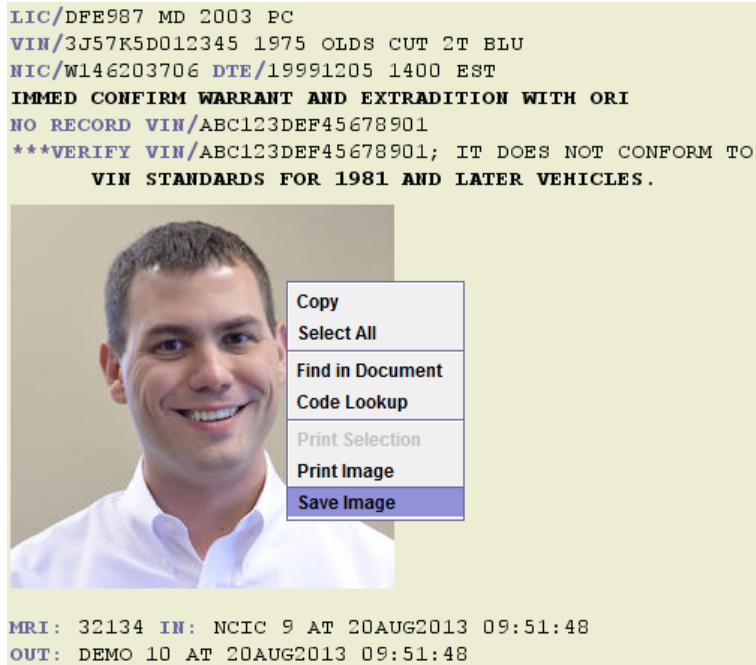 LIC/DFE987 MD 2003 PC
VIN/3J57K5D012345 1975 OLDS CUT 2T BLU
NIC/W146203706 DTE/19991205 1400 EST
IMMED CONFIRM WARRANT AND EXTRADITION WITH ORI
NO RECORD VIN/ABC123DEF45678901
***VERIFY VIN/ABC123DEF45678901; IT DOES NOT CONFORM TO
VIN STANDARDS FOR 1981 AND LATER VEHICLES.
Copy
Select All
Find in Document
Code Lookup
Print Selection
Print Image
Save Image
MRI: 32134 IN: NCIC 9 AT 20AUG2013 09:51:48
OUT: DEMO 10 AT 20AUG2013 09:51:48